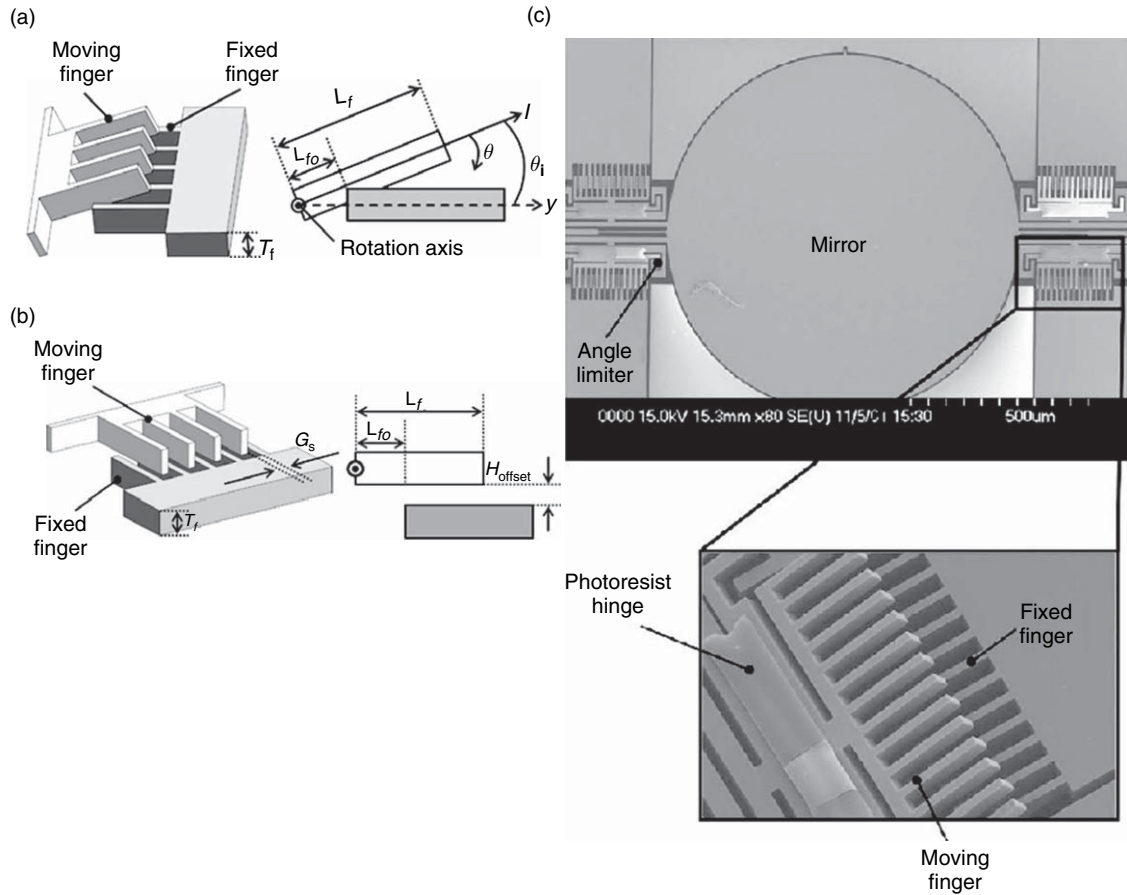 (a)
Moving
finger
Fixed
finger
T_f
L_f
L_fo
l
θ
θ_i
y
Rotation axis
(b)
Moving
finger
G_s
Fixed
finger
T_f
L_f
L_fo
H_offset
(c)
Mirror
Angle
limiter
0000 15.0kV 15.3mm x80 SE(U) 11/5/01 15:30 500um
Photoresist
hinge
Fixed
finger
Moving
finger